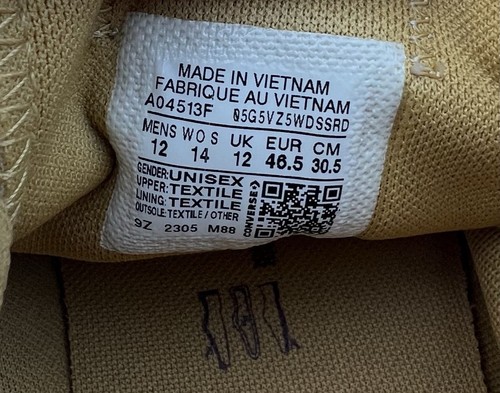 MADE IN VIETNAM
FABRIQUE AU VIETNAM
A04513F 05G5VZ5WDSSRD
MENS WO S UK EUR CM
12 14 12 46.5 30.5
GENDER: UNISEX
UPPER: TEXTILE
LINING: TEXTILE
OUTSOLE: TEXTILE / OTHER
9Z 2305 M88
CONVERSE